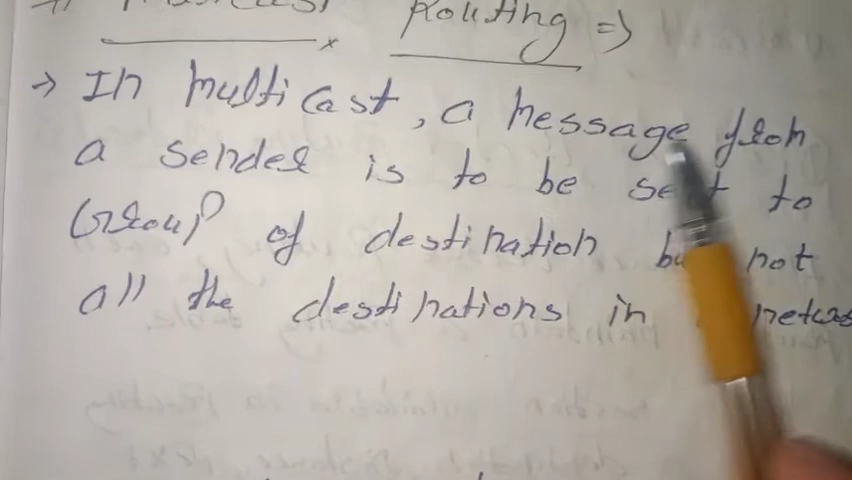 Multicast Routing =>
→ In multicast, a message from
a sender is to be sent to
Group of destination but not
all the destinations in a network